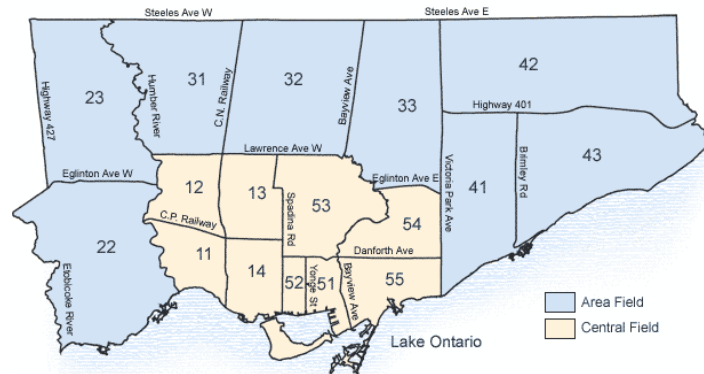 Steeles Ave W
Steeles Ave E
42
31
32
23
33
Highway 427
Humber River
C.N. Railway
Bayview Ave
Highway 401
Lawrence Ave W
43
Eglinton Ave W
Eglinton Ave E
Victoria Park Ave
Brimley Rd
12
13
41
53
Spadina Rd
C.P. Railway
54
22
11
Danforth Ave
14
52
Yonge St
51
Bayview Ave
55
Etobicoke River
Area Field
Central Field
Lake Ontario